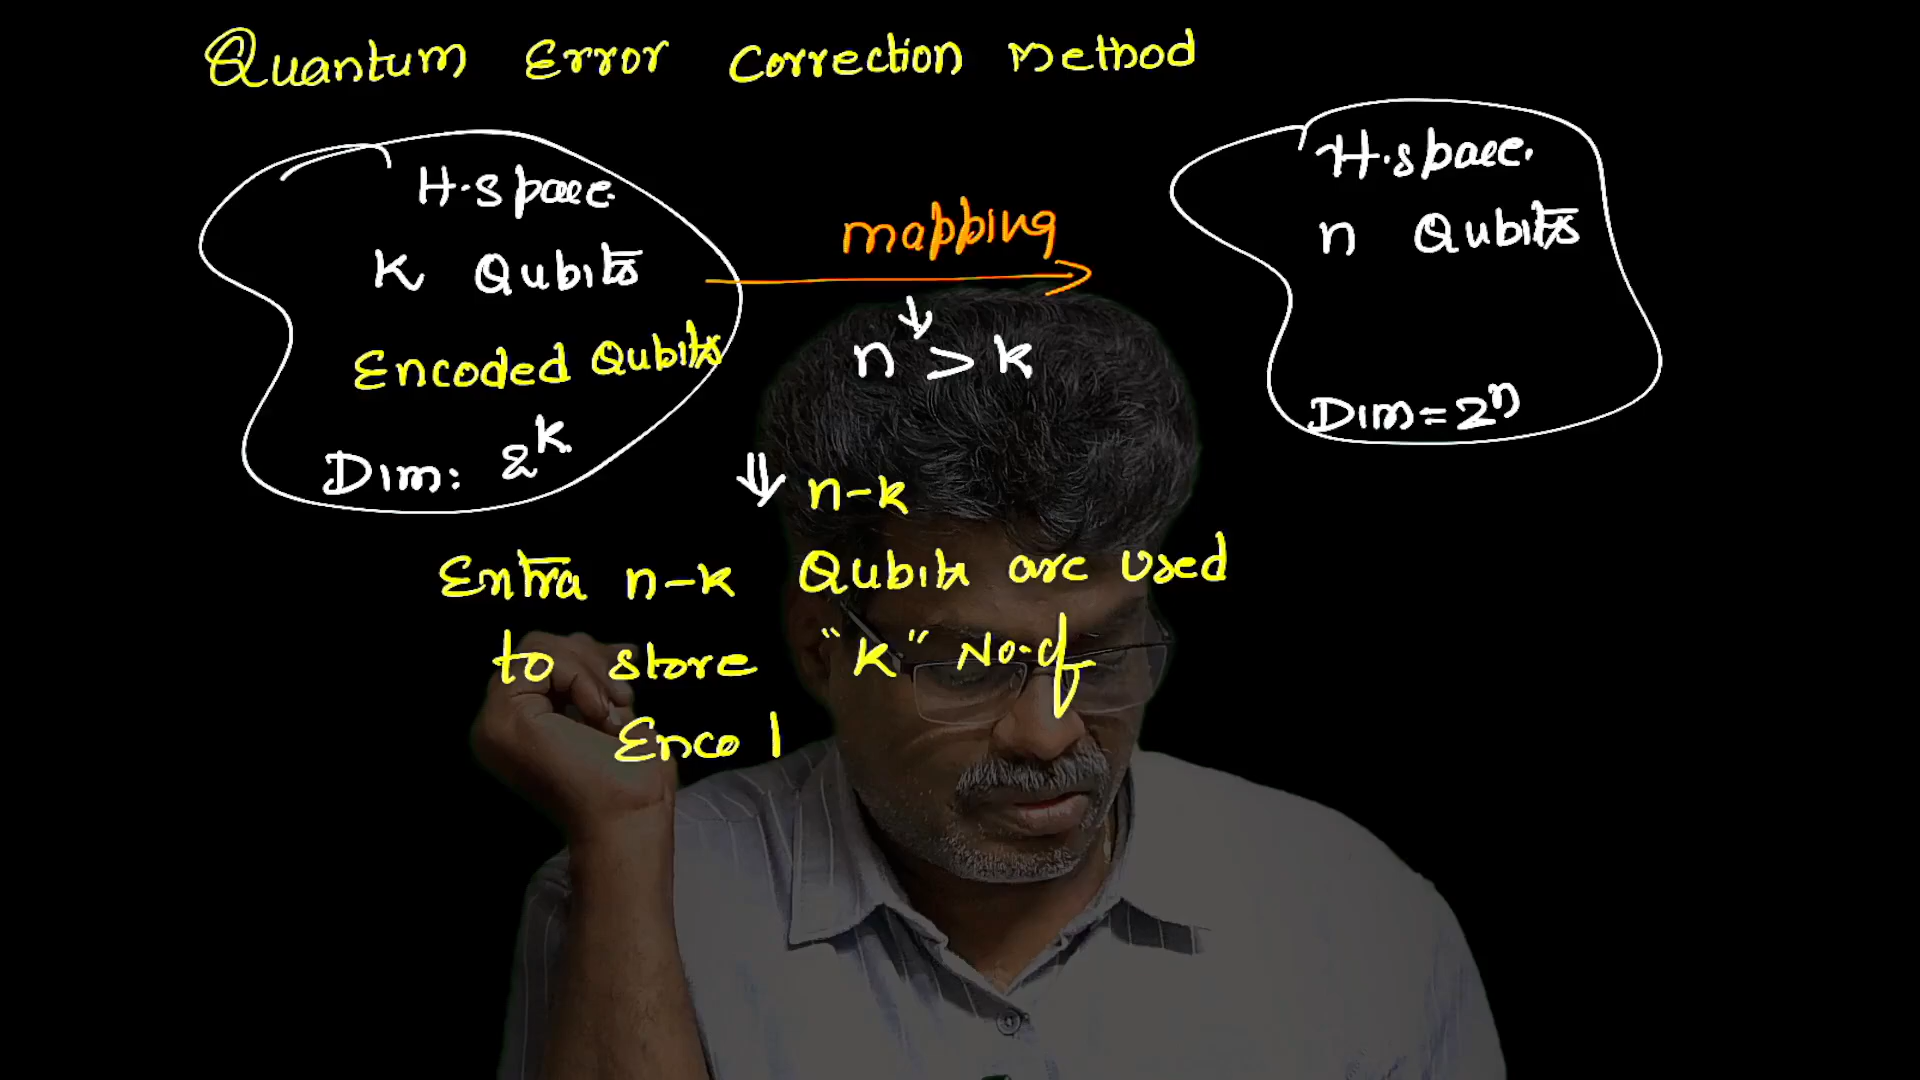 Quantum Error Correction Method
H.space.
K Qubits
Encoded Qubits
Dim: 2^k
mapping
n > k
H.space.
n Qubits
Dim = 2^n
n-k
Extra n-k Qubits are used
to store "K" No.of
Enco l